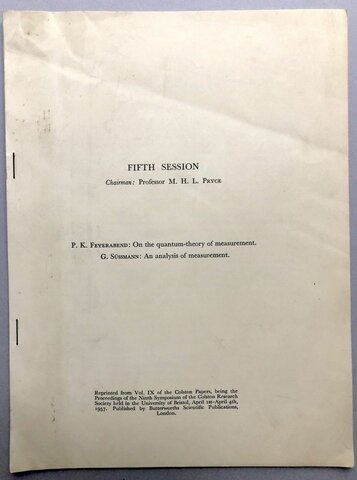 FIFTH SESSION
Chairman: Professor M. H. L. Pryce
P. K. Feyerabend: On the quantum-theory of measurement.
G. Süssmann: An analysis of measurement.
Reprinted from Vol. IX of the Colston Papers, being the
Proceedings of the Ninth Symposium of the Colston Research
Society held in the University of Bristol, April 1st-April 4th,
1957. Published by Butterworths Scientific Publications,
London.